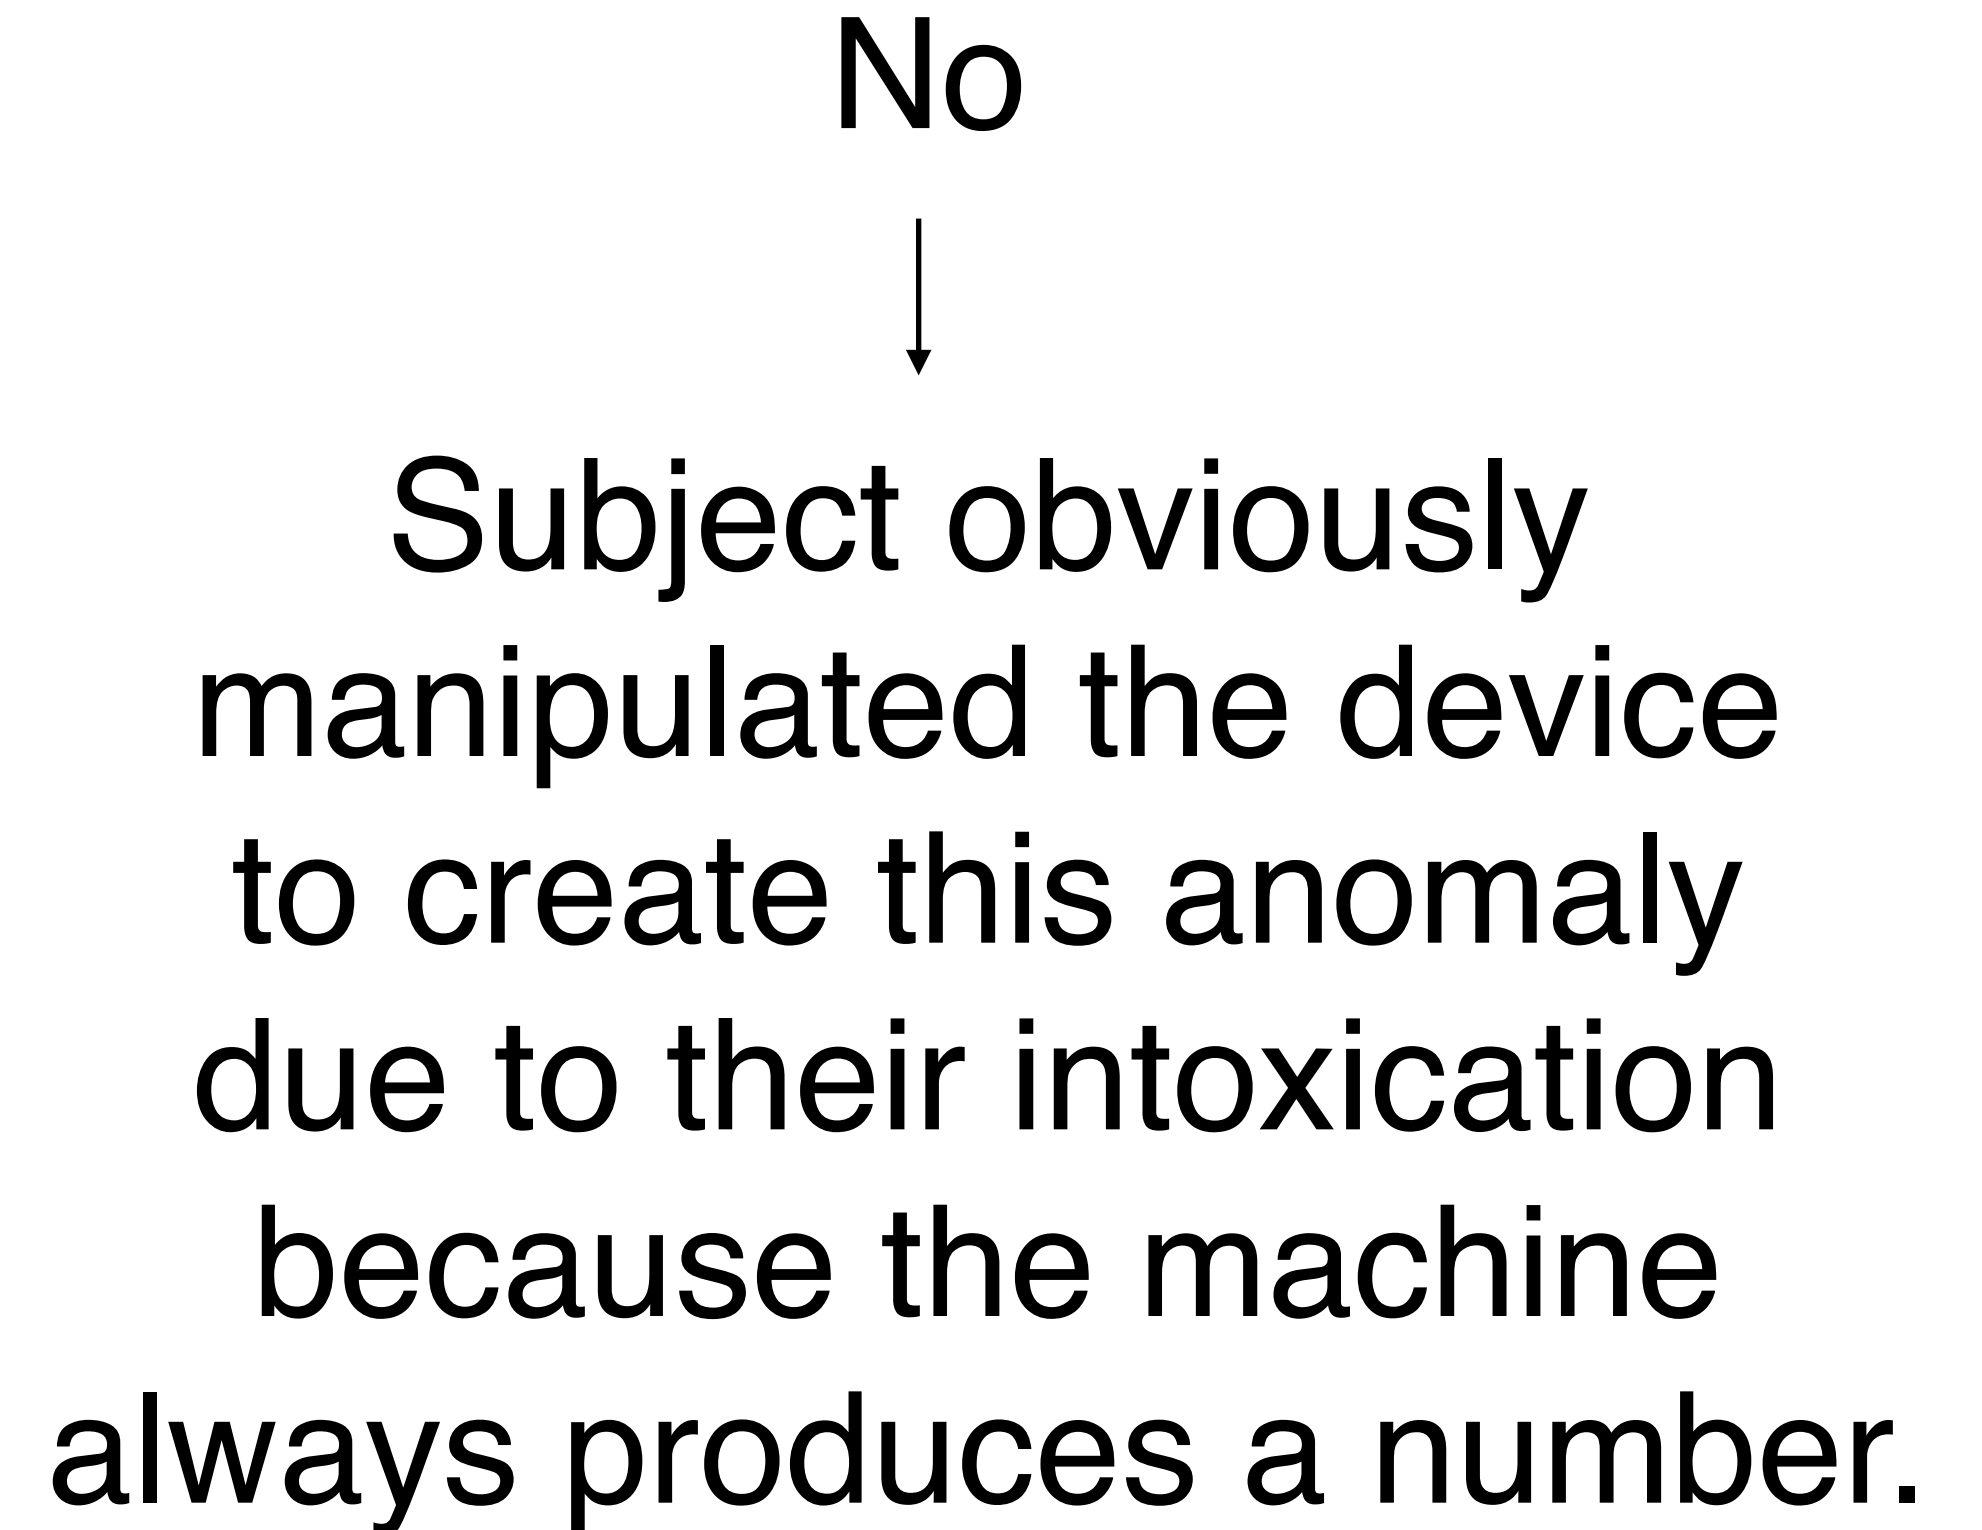 No
Subject obviously
manipulated the device
to create this anomaly
due to their intoxication
because the machine
always produces a number.